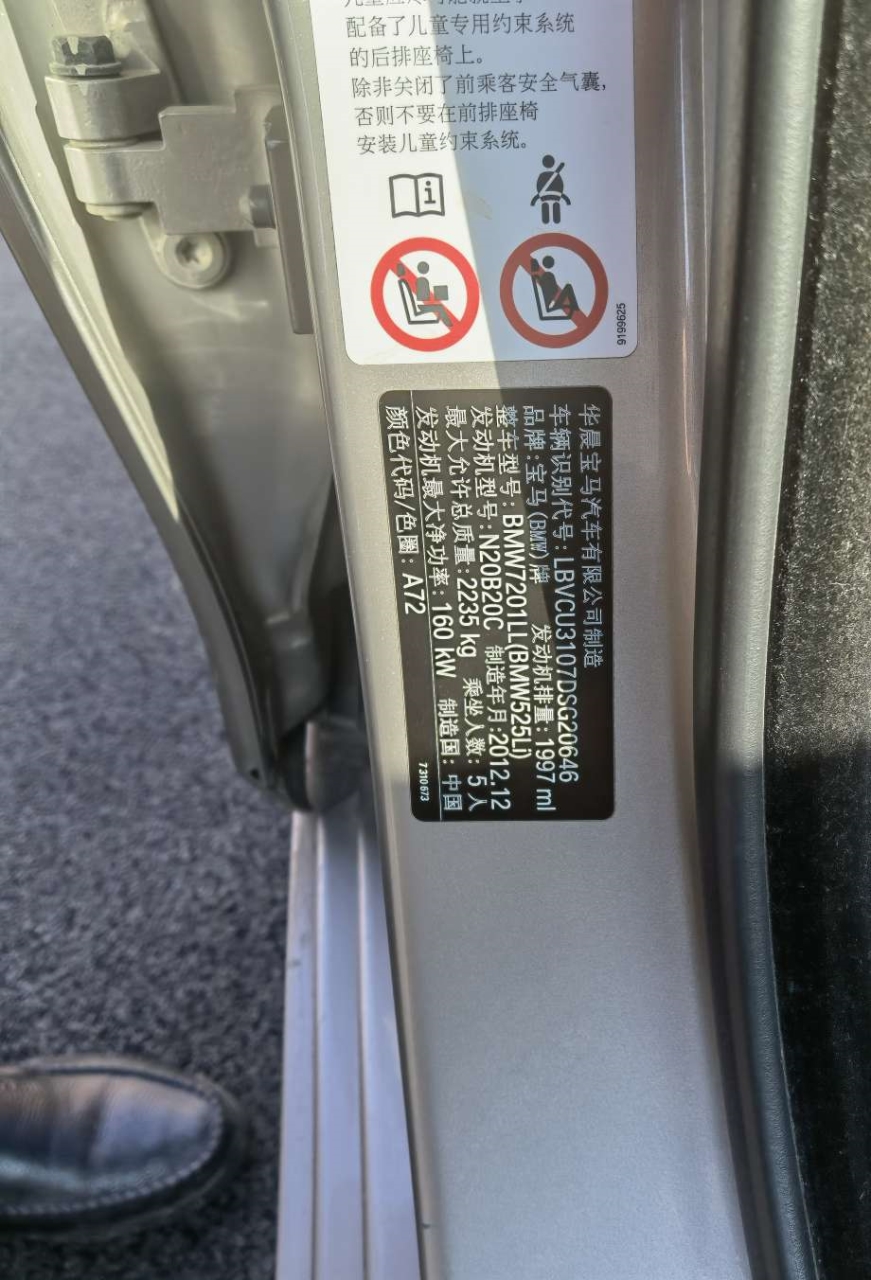 配备了儿童专用约束系统
的后排座椅上。
除非关闭了前乘客安全气囊,
否则不要在前排座椅
安装儿童约束系统。
9199625
华晨宝马汽车有限公司制造
车辆识别代号: LBVCU3107DSG20646
品牌: 宝马(BMW)牌 发动机排量: 1997 ml
整车型号: BMW7201LL(BMW525Li)
发动机型号: N20B20C 制造年月: 2012.12
最大允许总质量: 2235 kg 乘坐人数: 5 人
发动机最大净功率: 160 kW 制造国: 中国
颜色代码/色圈: A72
7310673